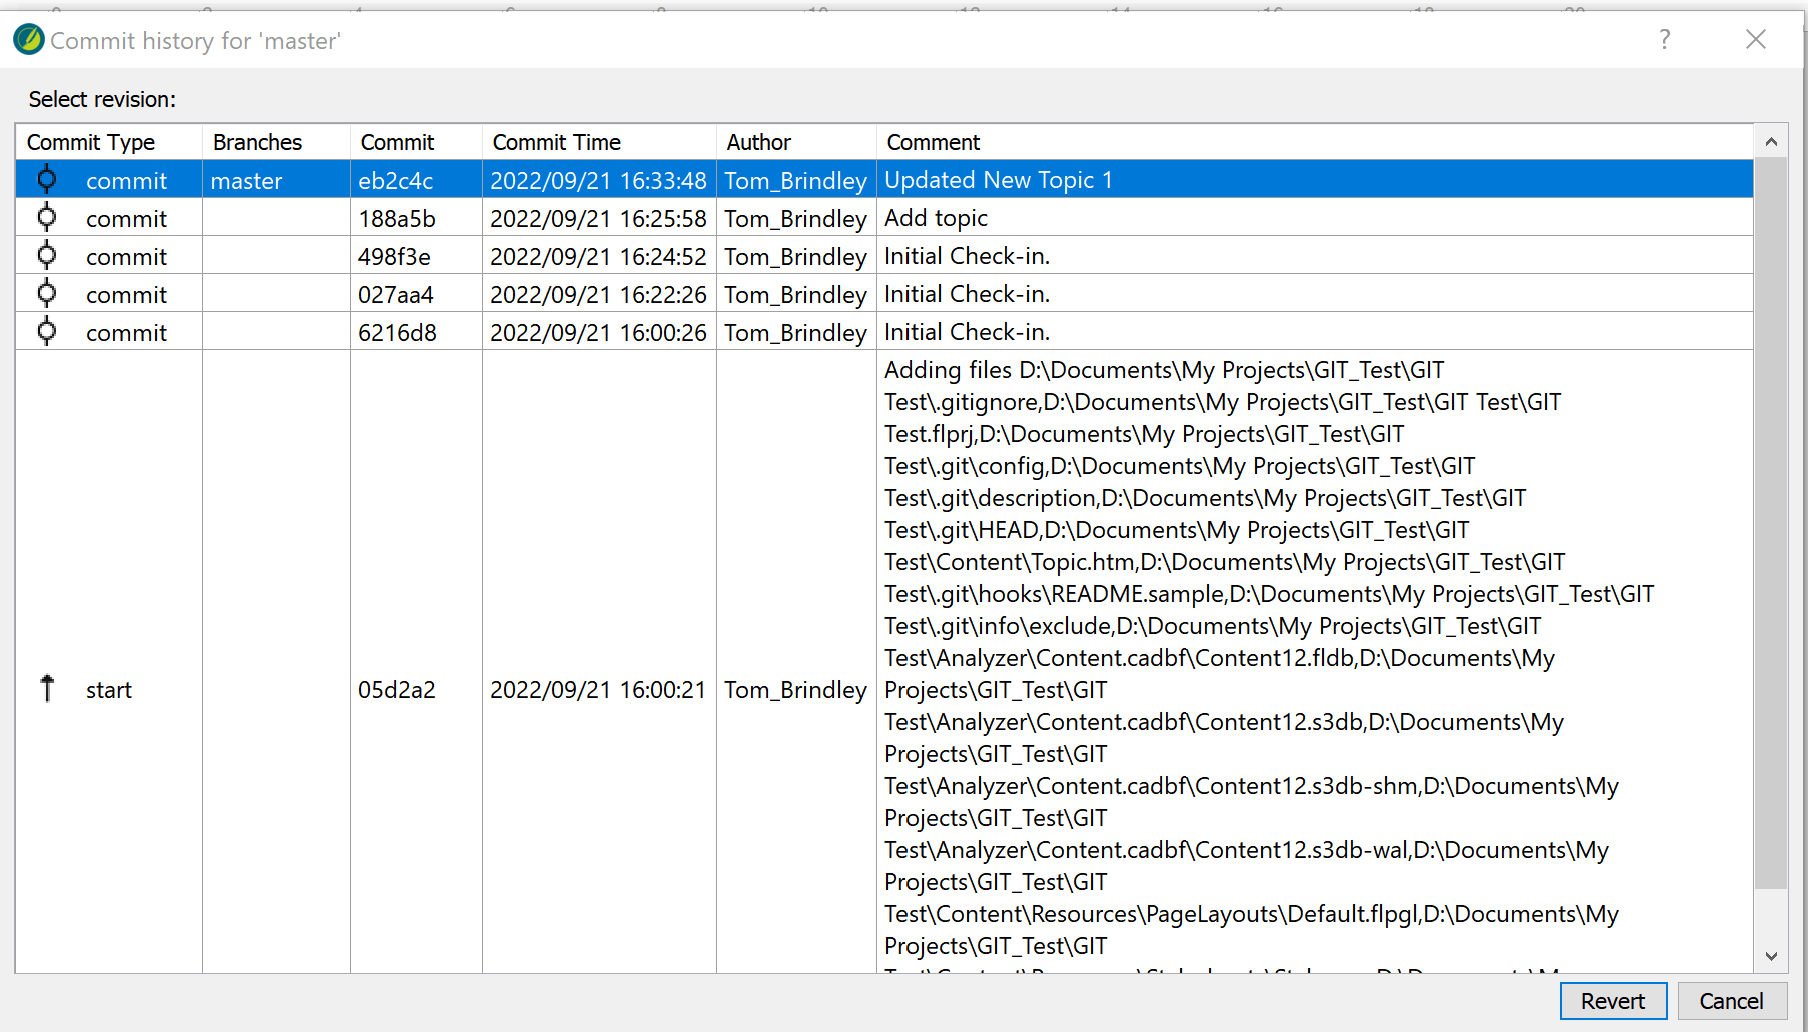 Commit history for 'master'
?
Select revision:
Commit Type Branches Commit Commit Time Author Comment
commit master eb2c4c 2022/09/21 16:33:48 Tom_Brindley Updated New Topic 1
commit 188a5b 2022/09/21 16:25:58 Tom_Brindley Add topic
commit 498f3e 2022/09/21 16:24:52 Tom_Brindley Initial Check-in.
commit 027aa4 2022/09/21 16:22:26 Tom_Brindley Initial Check-in.
commit 6216d8 2022/09/21 16:00:26 Tom_Brindley Initial Check-in.
start 05d2a2 2022/09/21 16:00:21 Tom_Brindley
Adding files D:\Documents\My Projects\GIT_Test\GIT
Test\.gitignore,D:\Documents\My Projects\GIT_Test\GIT Test\GIT
Test.flprj,D:\Documents\My Projects\GIT_Test\GIT
Test\.git\config,D:\Documents\My Projects\GIT_Test\GIT
Test\.git\description,D:\Documents\My Projects\GIT_Test\GIT
Test\.git\HEAD,D:\Documents\My Projects\GIT_Test\GIT
Test\Content\Topic.htm,D:\Documents\My Projects\GIT_Test\GIT
Test\.git\hooks\README.sample,D:\Documents\My Projects\GIT_Test\GIT
Test\.git\info\exclude,D:\Documents\My Projects\GIT_Test\GIT
Test\Analyzer\Content.cadbf\Content12.fldb,D:\Documents\My
Projects\GIT_Test\GIT
Test\Analyzer\Content.cadbf\Content12.s3db,D:\Documents\My
Projects\GIT_Test\GIT
Test\Analyzer\Content.cadbf\Content12.s3db-shm,D:\Documents\My
Projects\GIT_Test\GIT
Test\Analyzer\Content.cadbf\Content12.s3db-wal,D:\Documents\My
Projects\GIT_Test\GIT
Test\Content\Resources\PageLayouts\Default.flpgl,D:\Documents\My
Projects\GIT_Test\GIT
Revert Cancel